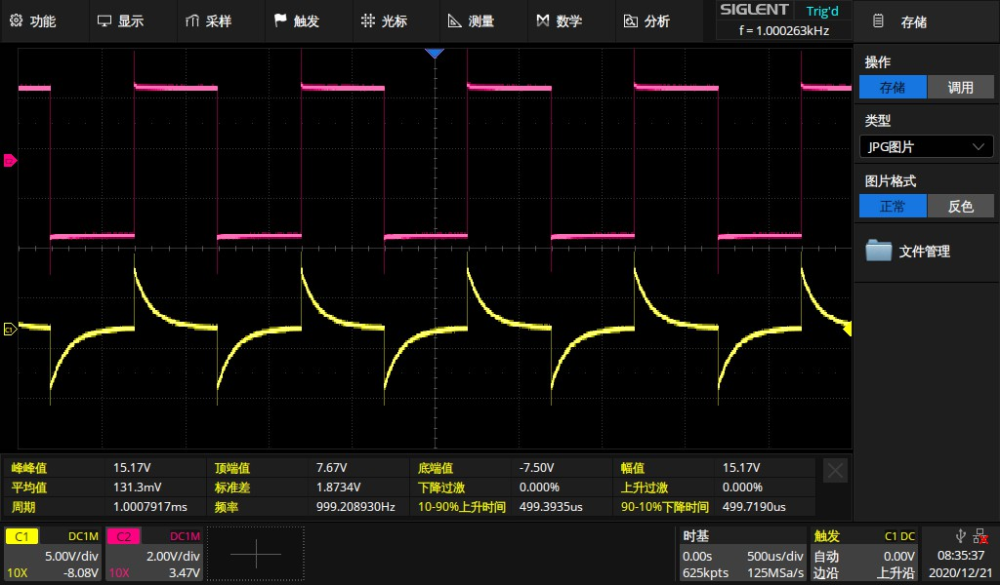 功能 显示 采样 触发 光标 测量 数学 分析 SIGLENT Trig'd 存储
f = 1.000263kHz
操作
存储 调用
类型
JPG图片
图片格式
正常 反色
文件管理
C1
峰峰值 15.17V 顶端值 7.67V 底端值 -7.50V 幅值 15.17V
平均值 131.3mV 标准差 1.8734V 下降过激 0.000% 上升过激 0.000%
周期 1.0007917ms 频率 999.208930Hz 10-90%上升时间 499.3935us 90-10%下降时间 499.7190us
C1 DC1M C2 DC1M 时基 触发 C1 DC
5.00V/div 2.00V/div 0.00s 500us/div 自动 0.00V 08:35:37
10X -8.08V 10X 3.47V 625kpts 125MSa/s 边沿 上升沿 2020/12/21